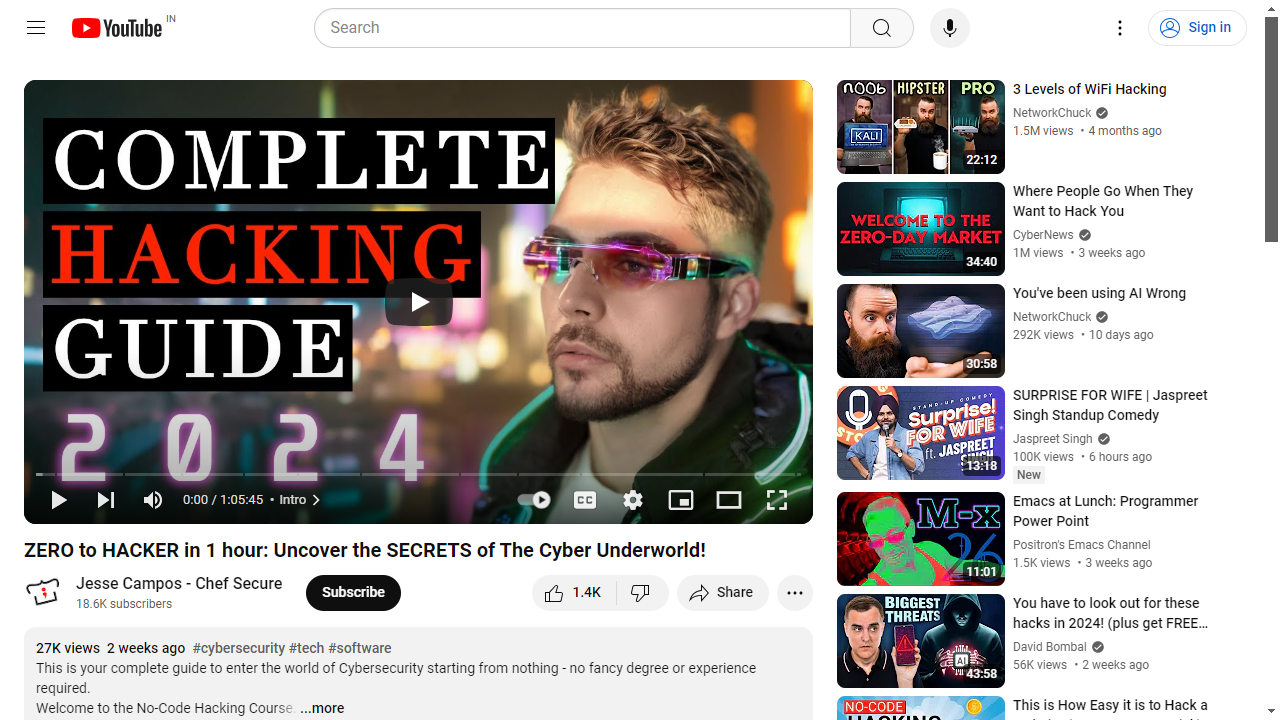 YouTube IN
Search
Sign in
COMPLETE
HACKING
GUIDE
2024
0:00 / 1:05:45 • Intro
CC
ZERO to HACKER in 1 hour: Uncover the SECRETS of The Cyber Underworld!
Jesse Campos - Chef Secure
18.6K subscribers
Subscribe
1.4K
Share
27K views 2 weeks ago #cybersecurity #tech #software
This is your complete guide to enter the world of Cybersecurity starting from nothing - no fancy degree or experience
required.
Welcome to the No-Code Hacking Course. ...more
NOOB HIPSTER PRO
KALI
22:12
3 Levels of WiFi Hacking
NetworkChuck
1.5M views • 4 months ago
WELCOME TO THE
ZERO-DAY MARKET
34:40
Where People Go When They
Want to Hack You
CyberNews
1M views • 3 weeks ago
30:58
You've been using AI Wrong
NetworkChuck
292K views • 10 days ago
STAND-UP COMEDY
Surprise!
FOR WIFE
ft. JASPREET
SINGH
13:18
SURPRISE FOR WIFE | Jaspreet
Singh Standup Comedy
Jaspreet Singh
100K views • 6 hours ago
New
M-x
26
11:01
Emacs at Lunch: Programmer
Power Point
Positron's Emacs Channel
1.5K views • 3 weeks ago
BIGGEST
THREATS
AI
43:58
You have to look out for these
hacks in 2024! (plus get FREE...
David Bombal
56K views • 2 weeks ago
NO-CODE
HACKING
This is How Easy it is to Hack a